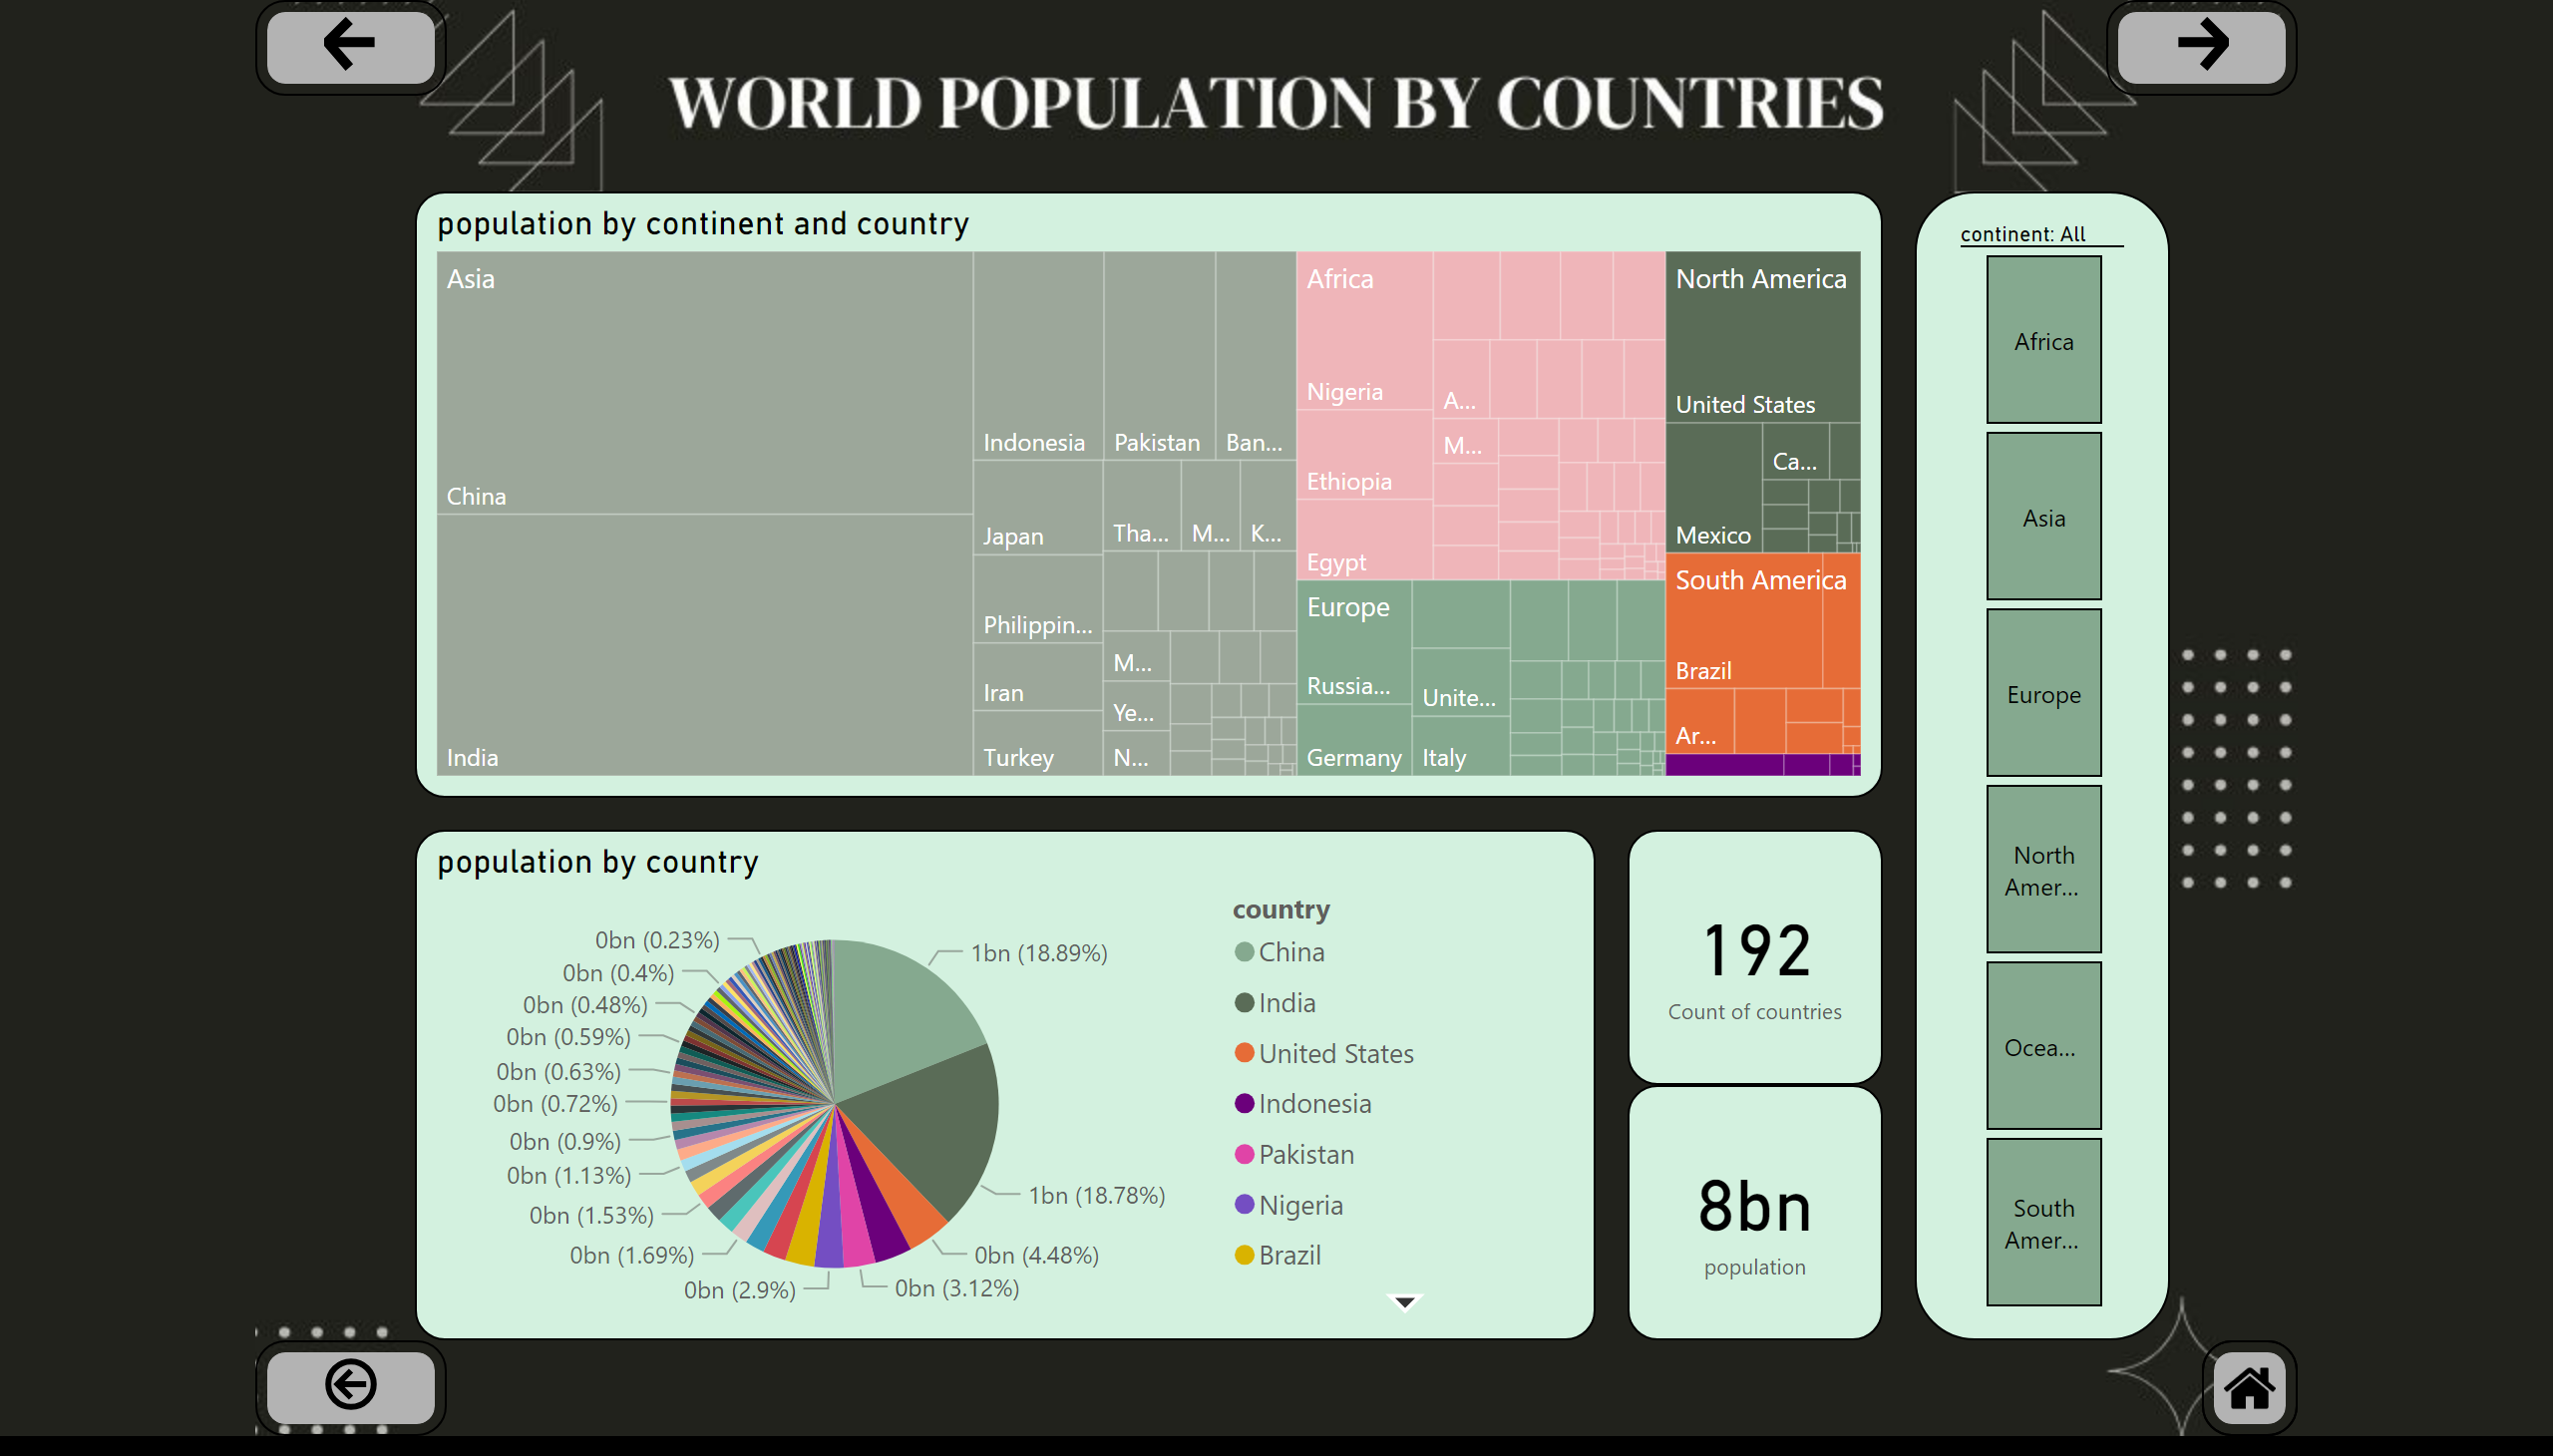 WORLD POPULATION BY COUNTRIES
population by continent and country
Asia
China
India
Indonesia
Pakistan
Ban...
Japan
Tha...
M...
K...
Philippin...
Iran
Turkey
M...
Ye...
N...
Africa
Nigeria
Ethiopia
Egypt
A...
M...
Europe
Russia...
Germany
Unite...
Italy
North America
United States
Mexico
Ca...
South America
Brazil
Ar...
continent: All
Africa
Asia
Europe
North
Amer...
Ocea...
South
Amer...
population by country
0bn (0.23%)
0bn (0.4%)
0bn (0.48%)
0bn (0.59%)
0bn (0.63%)
0bn (0.72%)
0bn (0.9%)
0bn (1.13%)
0bn (1.53%)
0bn (1.69%)
0bn (2.9%)
1bn (18.89%)
1bn (18.78%)
0bn (4.48%)
0bn (3.12%)
country
China
India
United States
Indonesia
Pakistan
Nigeria
Brazil
192
Count of countries
8bn
population